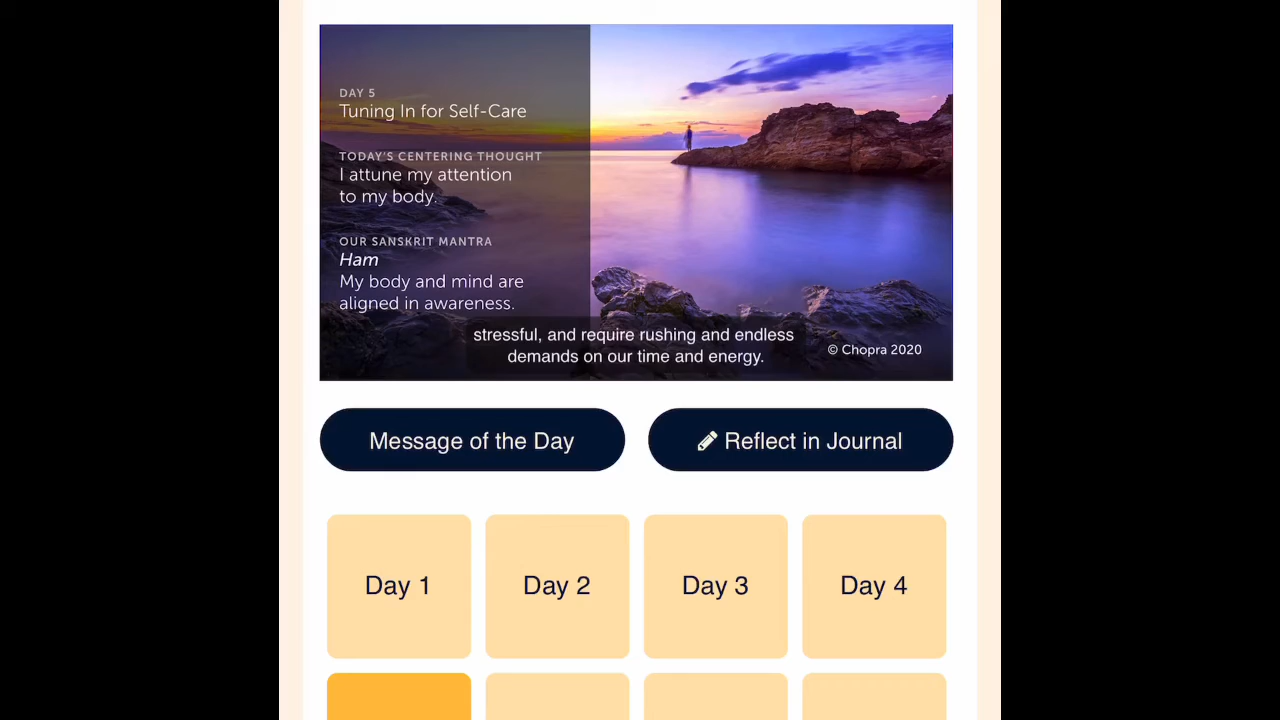 DAY 5
Tuning In for Self-Care
TODAY'S CENTERING THOUGHT
I attune my attention
to my body.
OUR SANSKRIT MANTRA
Ham
My body and mind are
aligned in awareness.
stressful, and require rushing and endless
demands on our time and energy.
© Chopra 2020
Message of the Day
Reflect in Journal
Day 1
Day 2
Day 3
Day 4